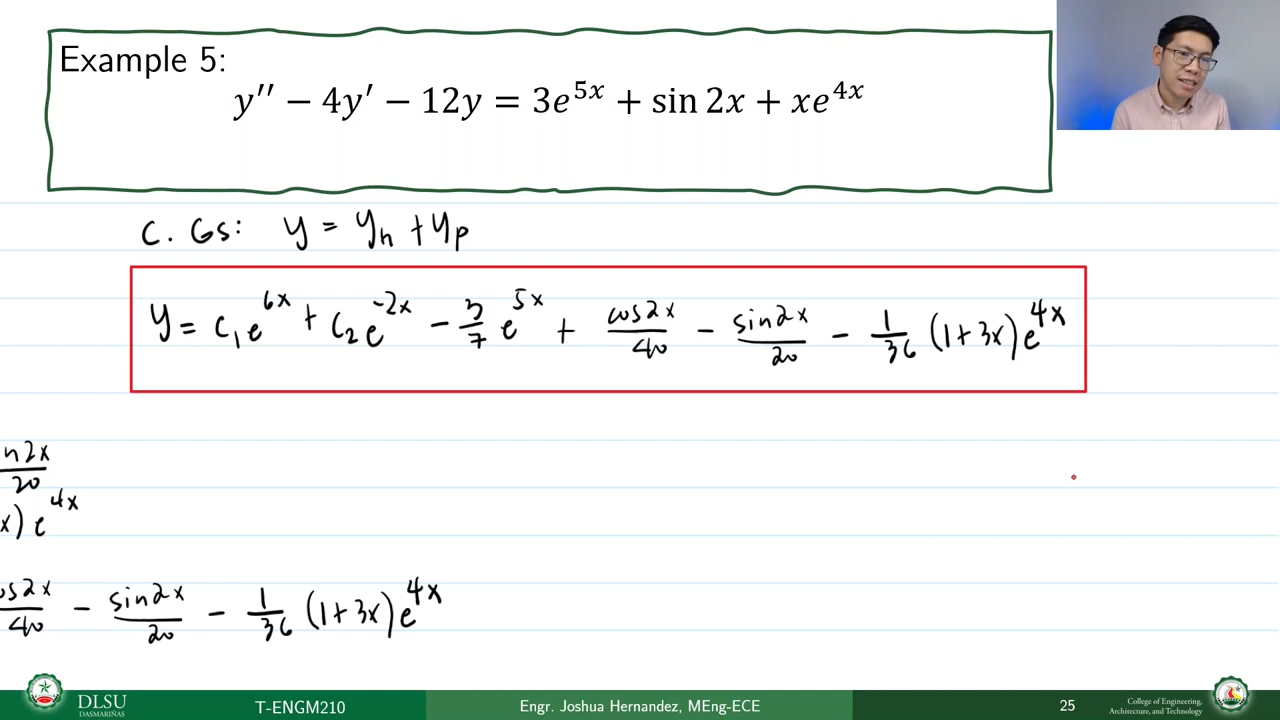 Example 5:
y′′ − 4y′ − 12y = 3e^{5x} + sin 2x + xe^{4x}
C. GS: y = y_h + y_p
y = c_1 e^{6x} + c_2 e^{-2x} − 3/7 e^{5x} + cos2x/40 − sin2x/20 − 1/36 (1+3x) e^{4x}
n2x/20
x) e^{4x}
os2x/40 − sin2x/20 − 1/36 (1+3x) e^{4x}
DLSU
DASMARIÑAS
T-ENGM210
Engr. Joshua Hernandez, MEng-ECE
25
College of Engineering,
Architecture, and Technology